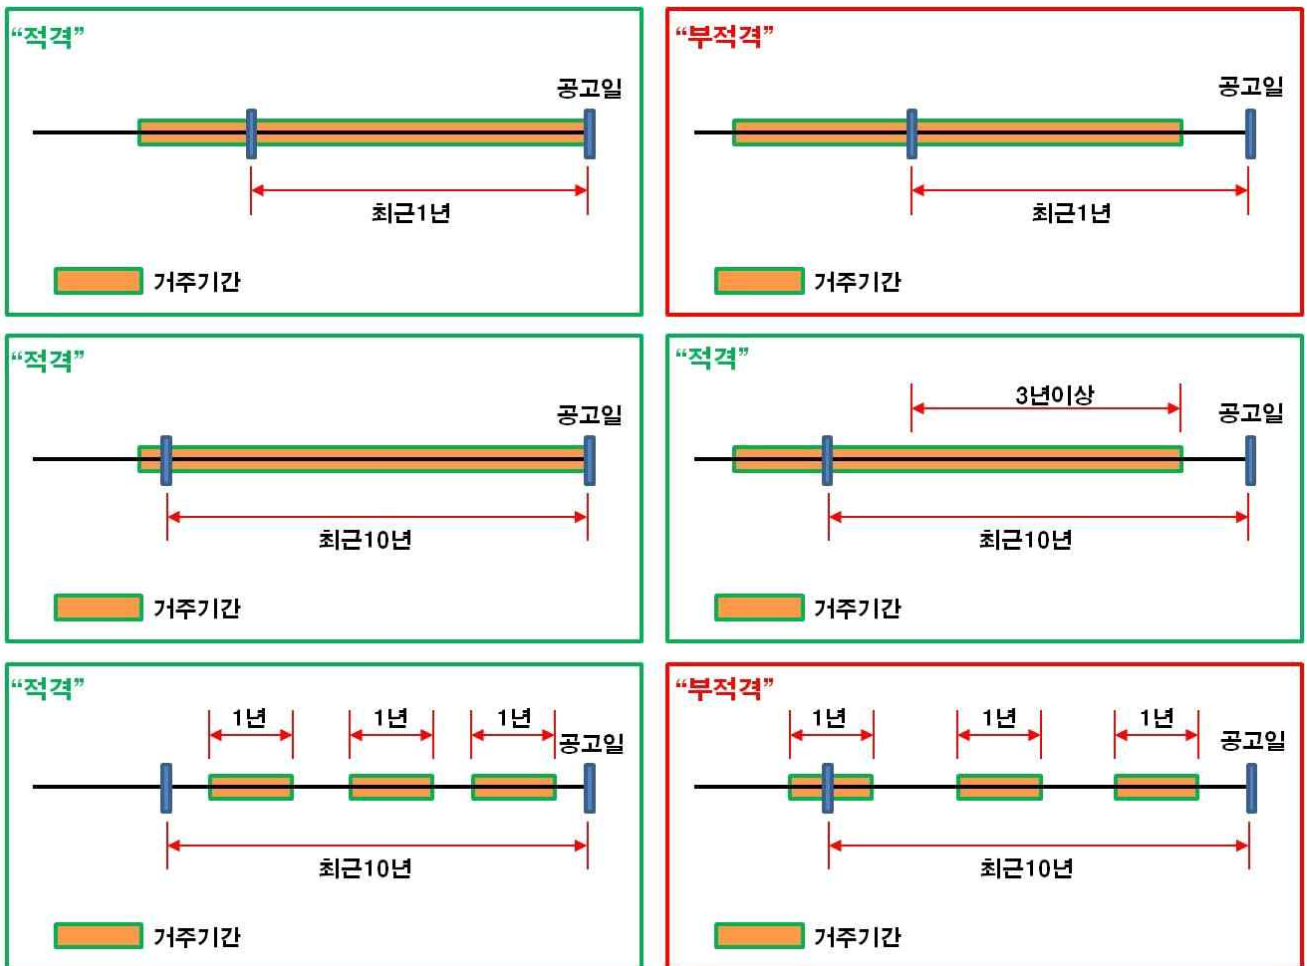 “적격”
공고일
최근1년
거주기간
“부적격”
공고일
최근1년
거주기간
“적격”
공고일
최근10년
거주기간
“적격”
3년이상
공고일
최근10년
거주기간
“적격”
1년 1년 1년
공고일
최근10년
거주기간
“부적격”
1년 1년 1년
공고일
최근10년
거주기간